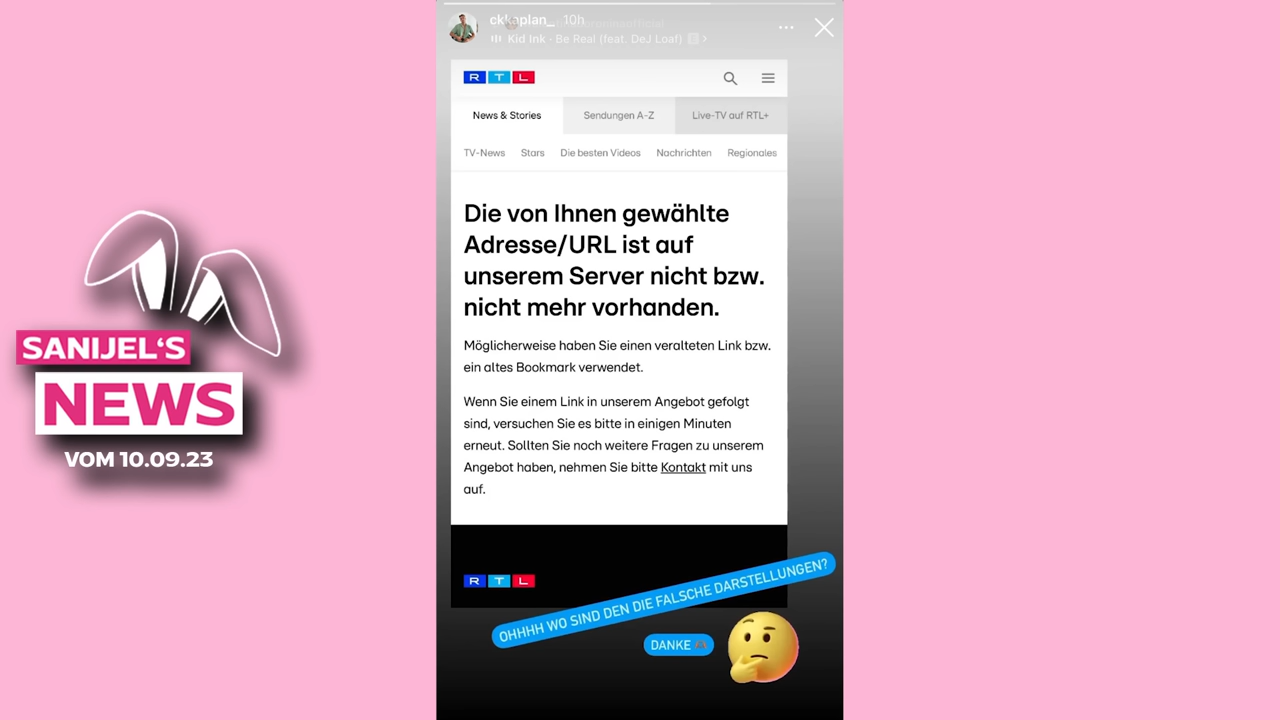 ckkaplan_ 10h
Kid Ink - Be Real (feat. DeJ Loaf)
RTL
News & Stories
Sendungen A-Z
Live-TV auf RTL+
TV-News
Stars
Die besten Videos
Nachrichten
Regionales
Die von Ihnen gewählte
Adresse/URL ist auf
unserem Server nicht bzw.
nicht mehr vorhanden.
Möglicherweise haben Sie einen veralteten Link bzw.
ein altes Bookmark verwendet.
Wenn Sie einem Link in unserem Angebot gefolgt
sind, versuchen Sie es bitte in einigen Minuten
erneut. Sollten Sie noch weitere Fragen zu unserem
Angebot haben, nehmen Sie bitte Kontakt mit uns
auf.
RTL
OHHHH WO SIND DEN DIE FALSCHE DARSTELLUNGEN?
DANKE
SANIJEL'S
NEWS
VOM 10.09.23